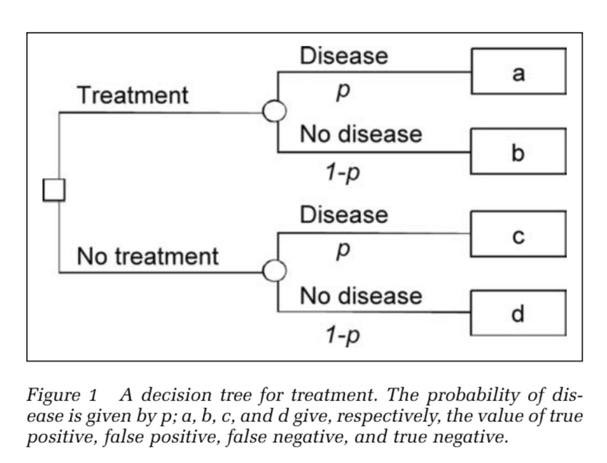 Disease
p
a
Treatment
No disease
1-p
b
Disease
p
c
No treatment
No disease
1-p
d
Figure 1 A decision tree for treatment. The probability of dis-
ease is given by p; a, b, c, and d give, respectively, the value of true
positive, false positive, false negative, and true negative.